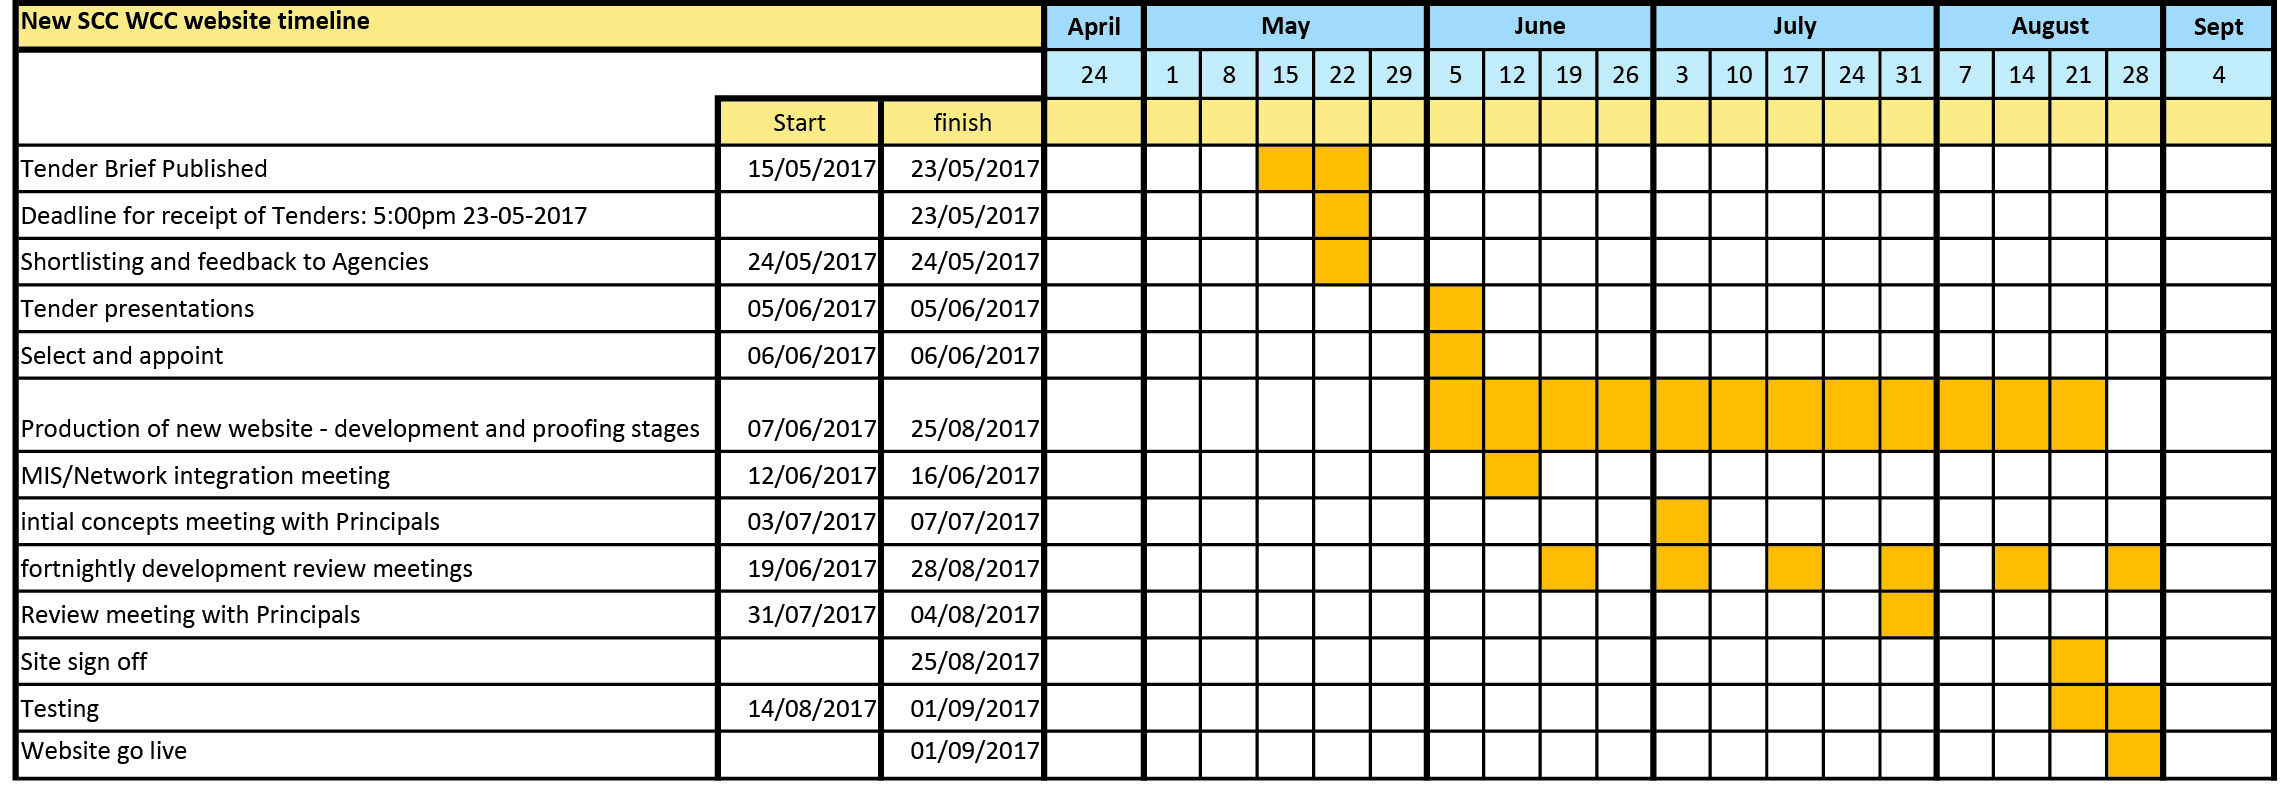 New SCC WCC website timeline April May June July August Sept
24 1 8 15 22 29 5 12 19 26 3 10 17 24 31 7 14 21 28 4
Start finish
Tender Brief Published 15/05/2017 23/05/2017
Deadline for receipt of Tenders: 5:00pm 23-05-2017 23/05/2017
Shortlisting and feedback to Agencies 24/05/2017 24/05/2017
Tender presentations 05/06/2017 05/06/2017
Select and appoint 06/06/2017 06/06/2017
Production of new website - development and proofing stages 07/06/2017 25/08/2017
MIS/Network integration meeting 12/06/2017 16/06/2017
intial concepts meeting with Principals 03/07/2017 07/07/2017
fortnightly development review meetings 19/06/2017 28/08/2017
Review meeting with Principals 31/07/2017 04/08/2017
Site sign off 25/08/2017
Testing 14/08/2017 01/09/2017
Website go live 01/09/2017